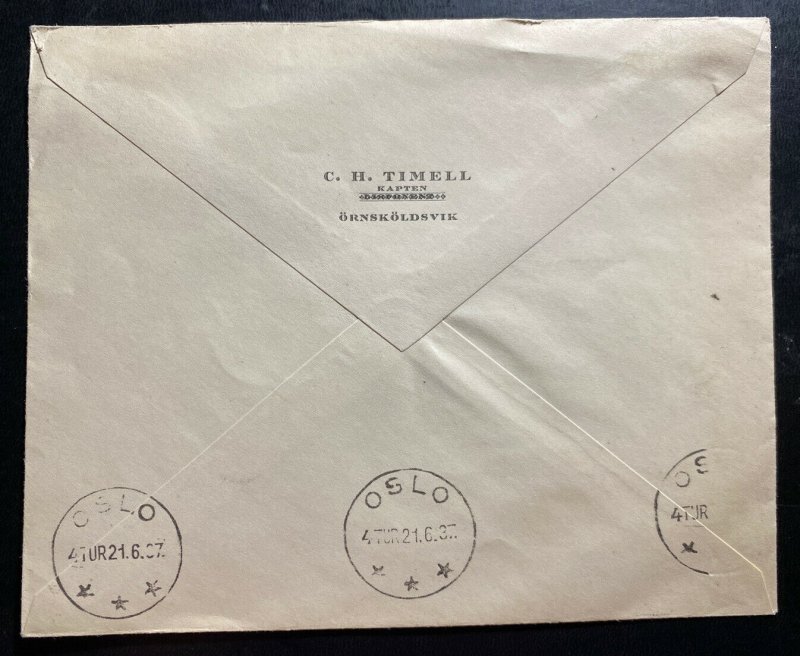 C. H. TIMELL
KAPTEN
ÖRNSKÖLDSVIK
OSLO
4TUR21.6.37.
OSLO
4TUR21.6.37.
OS
4TUR